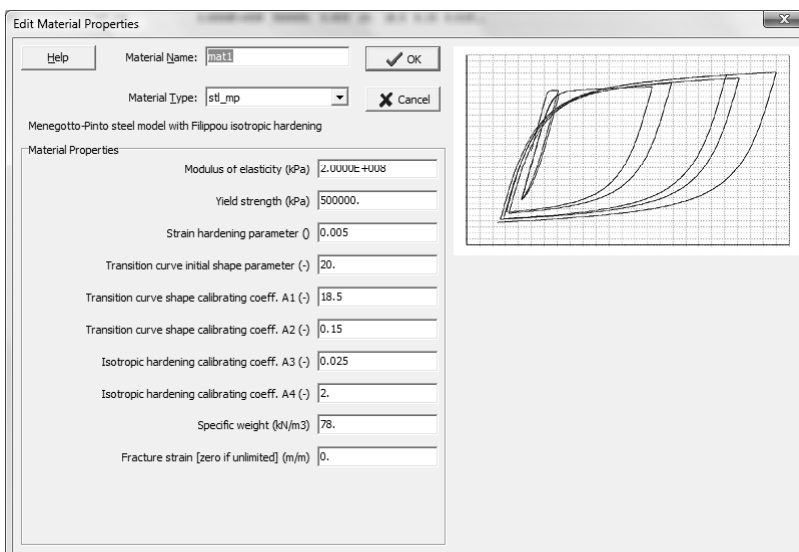 Edit Material Properties
Help
Material Name: mat1
OK
Material Type: stl_mp
Cancel
Menegotto-Pinto steel model with Filippou isotropic hardening
Material Properties
Modulus of elasticity (kPa) 2.0000E+008
Yield strength (kPa) 500000.
Strain hardening parameter () 0.005
Transition curve initial shape parameter (-) 20.
Transition curve shape calibrating coeff. A1 (-) 18.5
Transition curve shape calibrating coeff. A2 (-) 0.15
Isotropic hardening calibrating coeff. A3 (-) 0.025
Isotropic hardening calibrating coeff. A4 (-) 2.
Specific weight (kN/m3) 78.
Fracture strain [zero if unlimited] (m/m) 0.